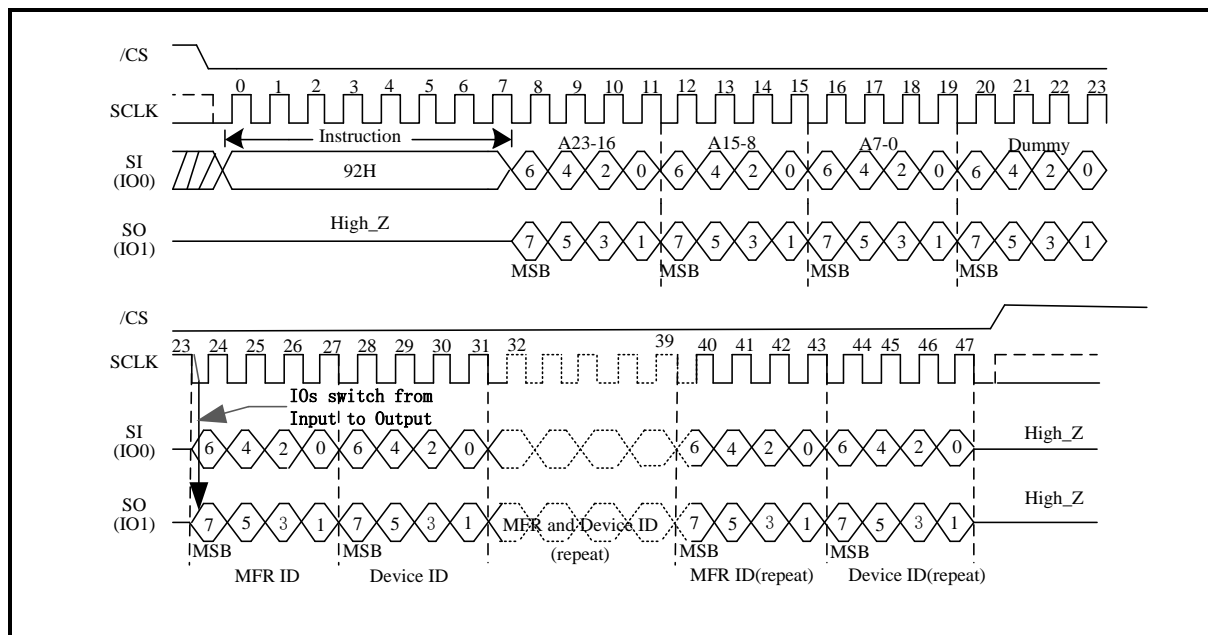 /CS
0 1 2 3 4 5 6 7 8 9 10 11 12 13 14 15 16 17 18 19 20 21 22 23
SCLK
Instruction A23-16 A15-8 A7-0 Dummy
SI
(IO0)
92H 6 4 2 0 6 4 2 0 6 4 2 0 6 4 2 0
High_Z
SO
(IO1)
7 5 3 1 7 5 3 1 7 5 3 1 7 5 3 1
MSB MSB MSB MSB
/CS
23 24 25 26 27 28 29 30 31 32 39 40 41 42 43 44 45 46 47
SCLK
IOs switch from
Input to Output
SI
(IO0)
6 4 2 0 6 4 2 0 6 4 2 0 6 4 2 0 High_Z
SO
(IO1)
7 5 3 1 7 5 3 1 MFR and Device ID 7 5 3 1 7 5 3 1 High_Z
MSB MSB (repeat) MSB MSB
MFR ID Device ID MFR ID(repeat) Device ID(repeat)